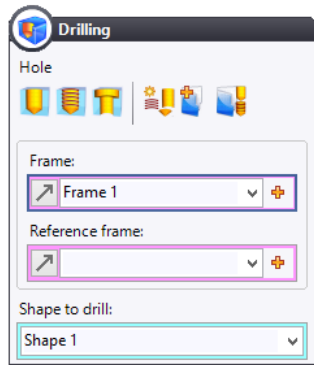 Drilling
Hole
Frame:
Frame 1
Reference frame:
Shape to drill:
Shape 1